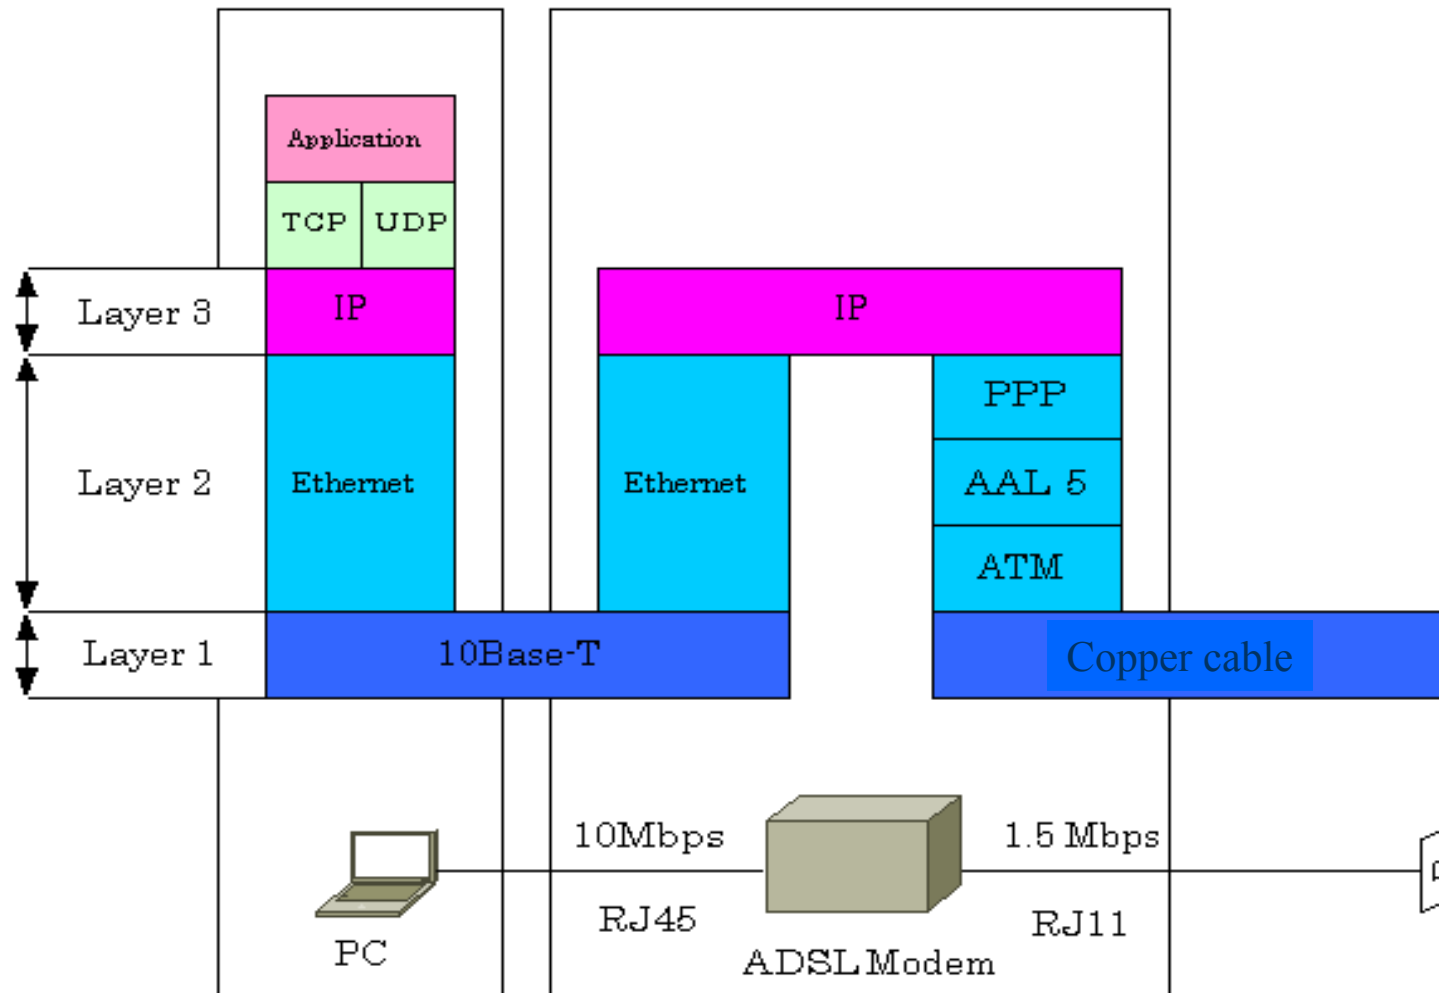 Application
TCP
UDP
Layer 3
IP
IP
PPP
Layer 2
Ethernet
Ethernet
AAL 5
ATM
Layer 1
10Base-T
Copper cable
10Mbps
1.5 Mbps
RJ45
RJ11
PC
ADSL Modem